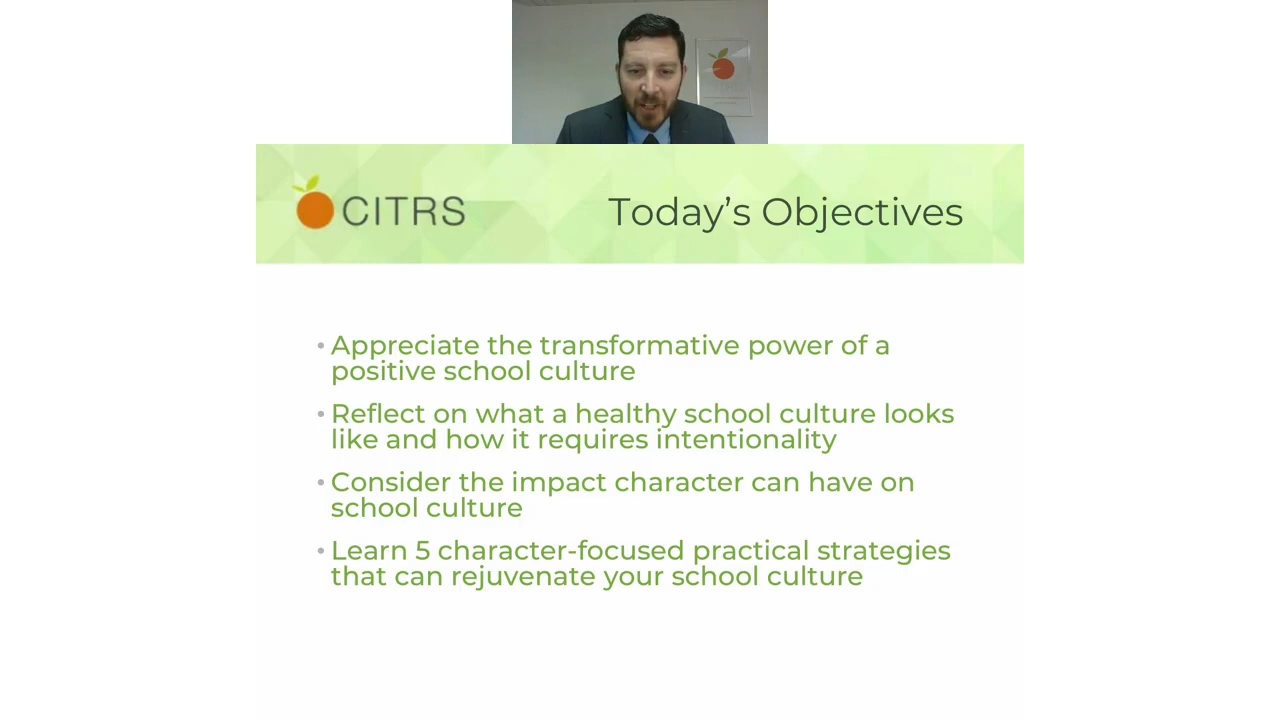 CITRS
Today's Objectives
• Appreciate the transformative power of a
positive school culture
• Reflect on what a healthy school culture looks
like and how it requires intentionality
• Consider the impact character can have on
school culture
• Learn 5 character-focused practical strategies
that can rejuvenate your school culture